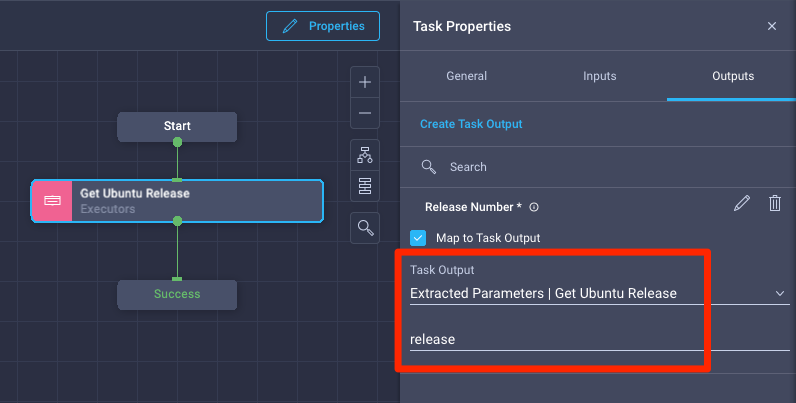 Properties
Start
Get Ubuntu Release
Executors
Success
Task Properties
General Inputs Outputs
Create Task Output
Search
Release Number *
Map to Task Output
Task Output
Extracted Parameters | Get Ubuntu Release
release